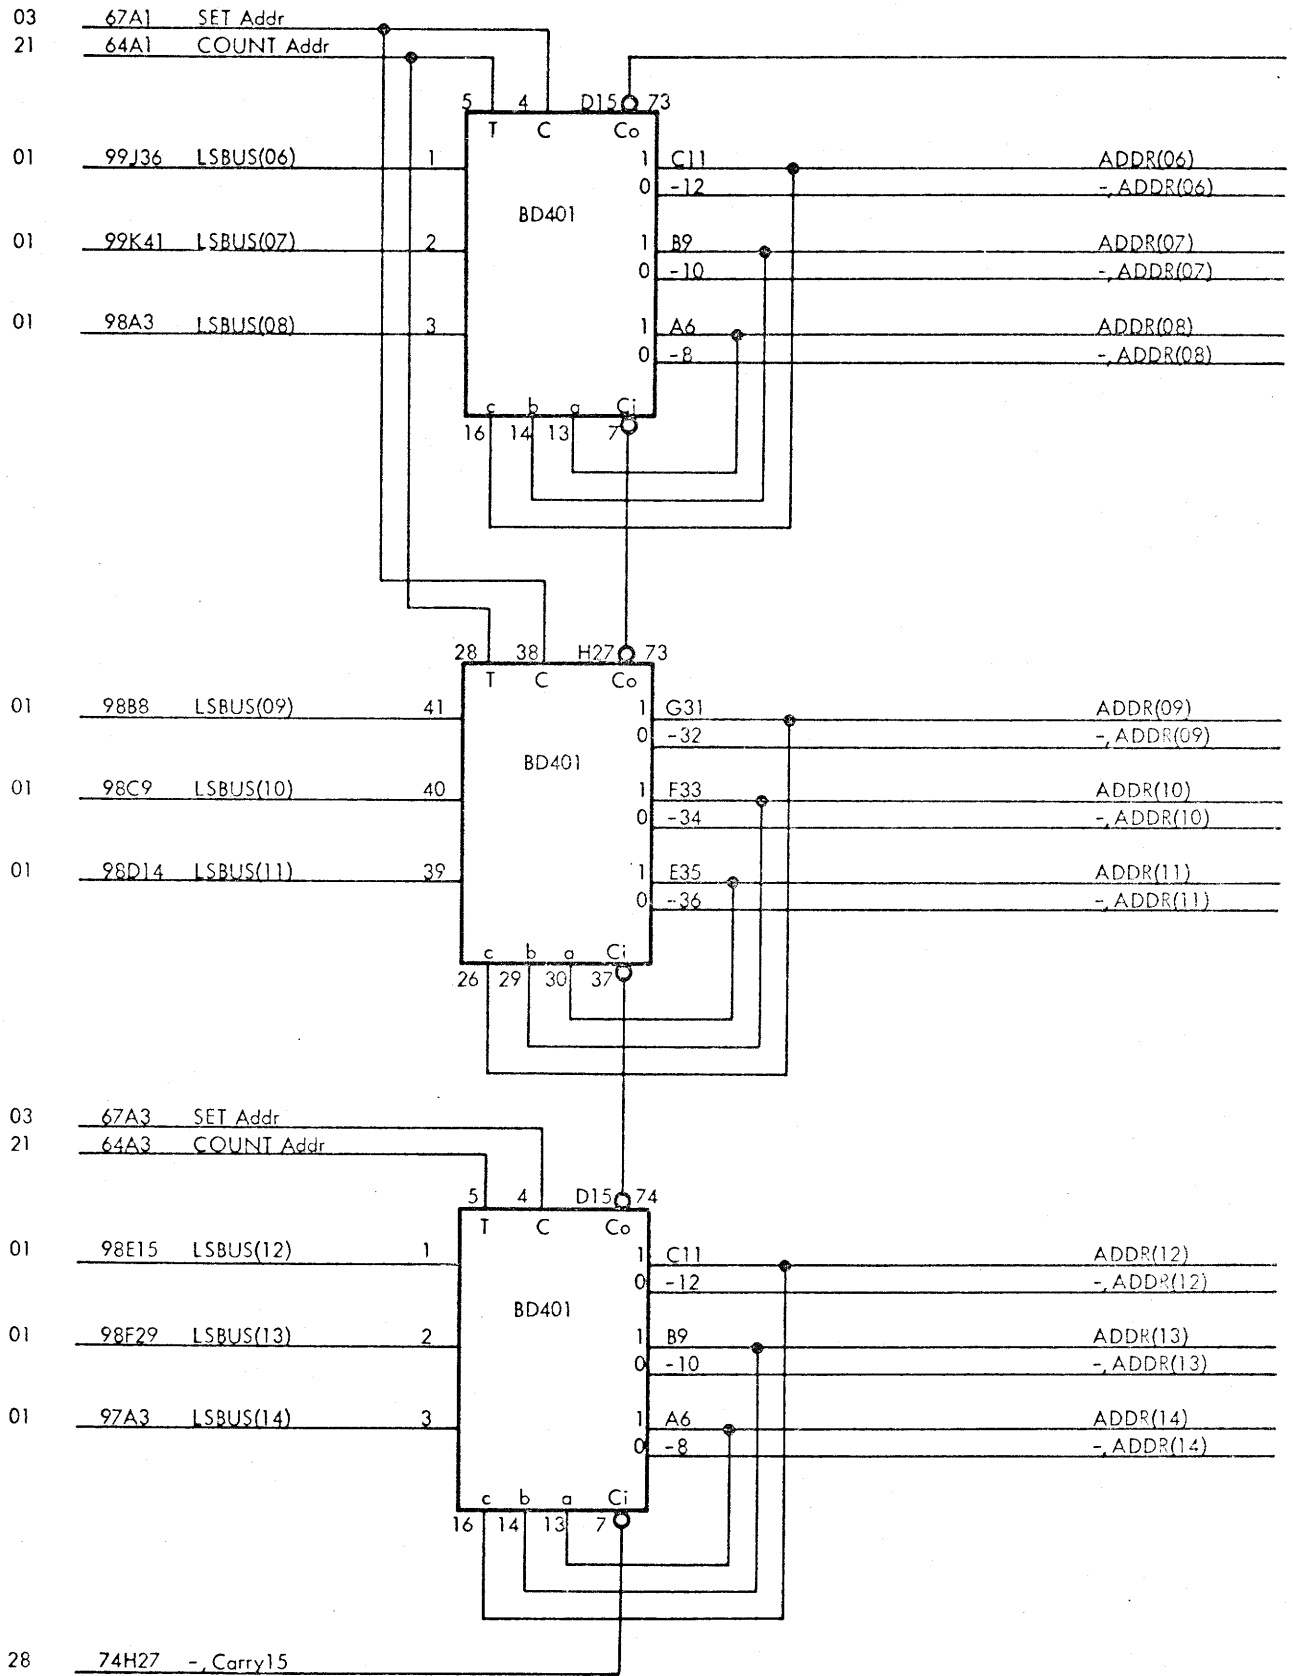 03 67A1 SET Addr
21 64A1 COUNT Addr
5 4 D15 73
T C Co
01 99J36 LSBUS(06) 1 1 C11 ADDR(06)
0 -12 ¬, ADDR(06)
BD401
01 99K41 LSBUS(07) 2 1 B9 ADDR(07)
0 -10 ¬, ADDR(07)
01 98A3 LSBUS(08) 3 1 A6 ADDR(08)
0 -8 ¬, ADDR(08)
c b a Ci
16 14 13 7
28 38 H27 73
T C Co
01 98B8 LSBUS(09) 41 1 G31 ADDR(09)
0 -32 ¬, ADDR(09)
BD401
01 98C9 LSBUS(10) 40 1 F33 ADDR(10)
0 -34 ¬, ADDR(10)
01 98D14 LSBUS(11) 39 1 E35 ADDR(11)
0 -36 ¬, ADDR(11)
c b a Ci
26 29 30 37
03 67A3 SET Addr
21 64A3 COUNT Addr
5 4 D15 74
T C Co
01 98E15 LSBUS(12) 1 1 C11 ADDR(12)
0 -12 ¬, ADDR(12)
BD401
01 98F29 LSBUS(13) 2 1 B9 ADDR(13)
0 -10 ¬, ADDR(13)
01 97A3 LSBUS(14) 3 1 A6 ADDR(14)
0 -8 ¬, ADDR(14)
c b a Ci
16 14 13 7
28 74H27 ¬, Carry15